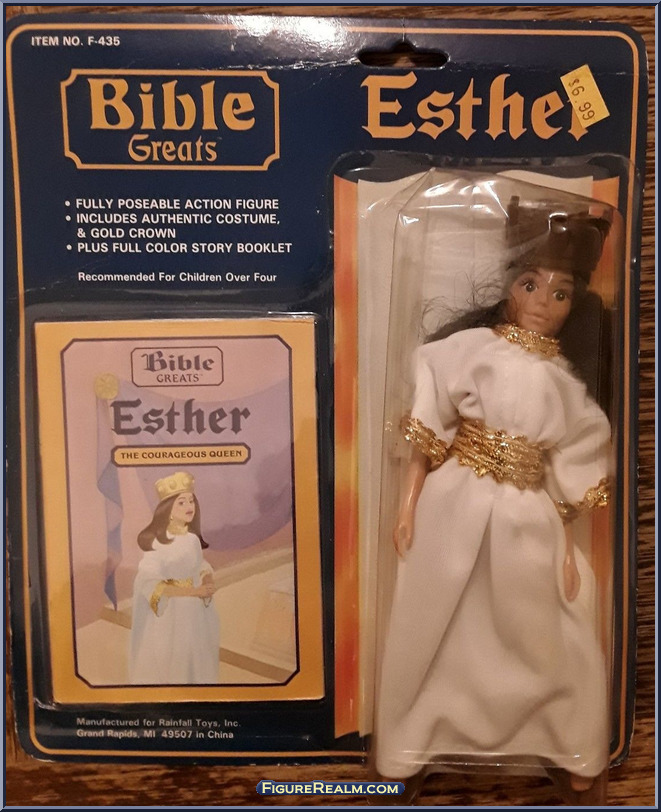 ITEM NO. F-435
Bible
Greats™
Esther
$6.99
• FULLY POSEABLE ACTION FIGURE
• INCLUDES AUTHENTIC COSTUME,
& GOLD CROWN
• PLUS FULL COLOR STORY BOOKLET
Recommended For Children Over Four
Bible
GREATS™
Esther
THE COURAGEOUS QUEEN
Manufactured for Rainfall Toys, Inc.
Grand Rapids, MI 49507 in China
FIGUREREALM.COM